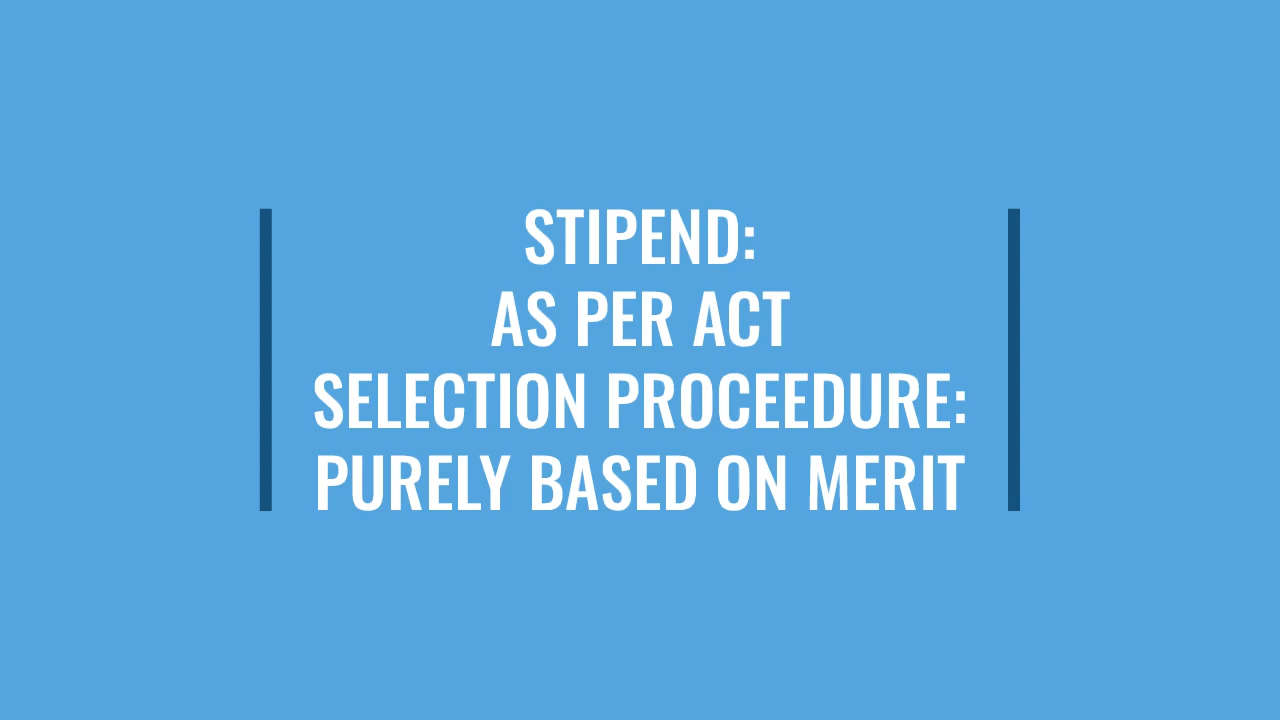 STIPEND:
AS PER ACT
SELECTION PROCEEDURE:
PURELY BASED ON MERIT